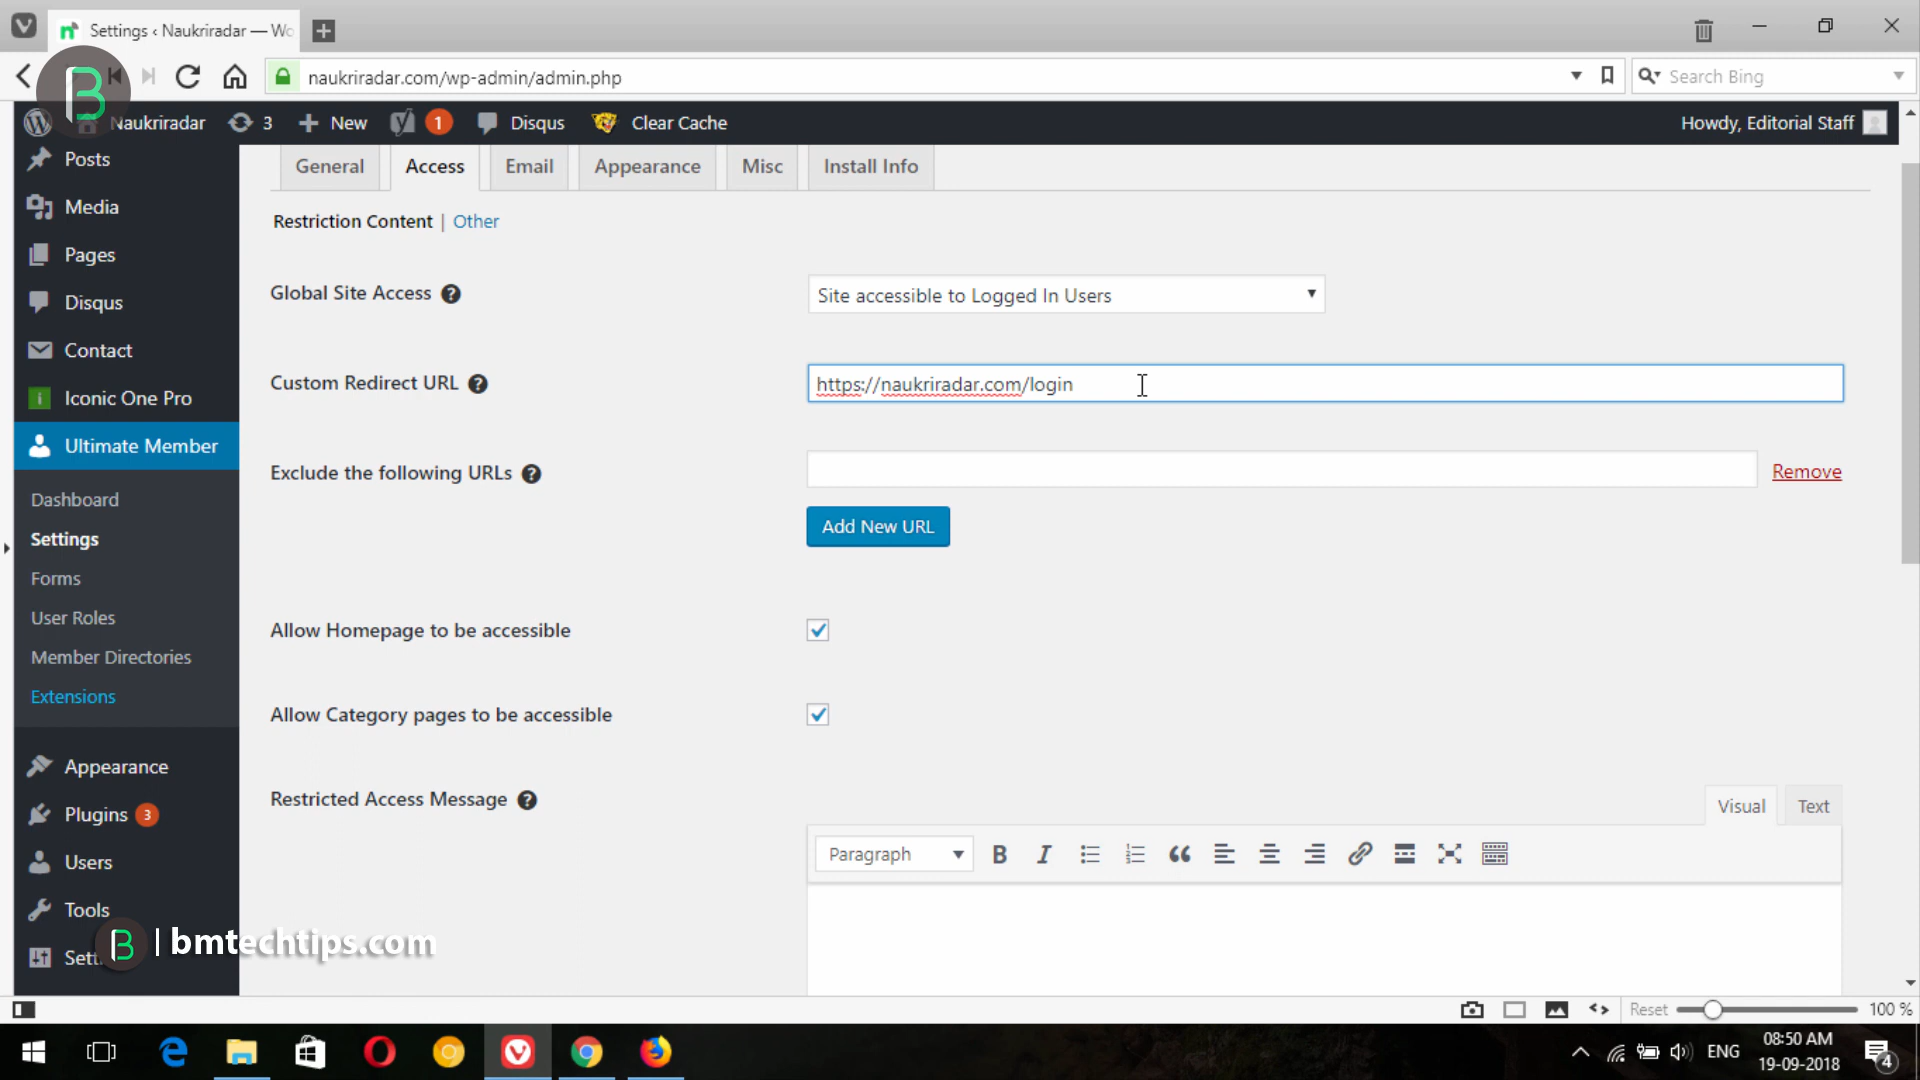 Settings ‹ Naukriradar — Wo
naukriradar.com/wp-admin/admin.php
Search Bing
Naukriradar
3
New
1
Disqus
Clear Cache
Howdy, Editorial Staff
Posts
Media
Pages
Disqus
Contact
Iconic One Pro
Ultimate Member
Dashboard
Settings
Forms
User Roles
Member Directories
Extensions
Appearance
Plugins 3
Users
Tools
General
Access
Email
Appearance
Misc
Install Info
Restriction Content | Other
Global Site Access
Site accessible to Logged In Users
Custom Redirect URL
https://naukriradar.com/login
Exclude the following URLs
Remove
Add New URL
Allow Homepage to be accessible
Allow Category pages to be accessible
Restricted Access Message
Visual
Text
Paragraph
B | bmtechtips.com
Reset
100 %
ENG
08:50 AM
19-09-2018
4